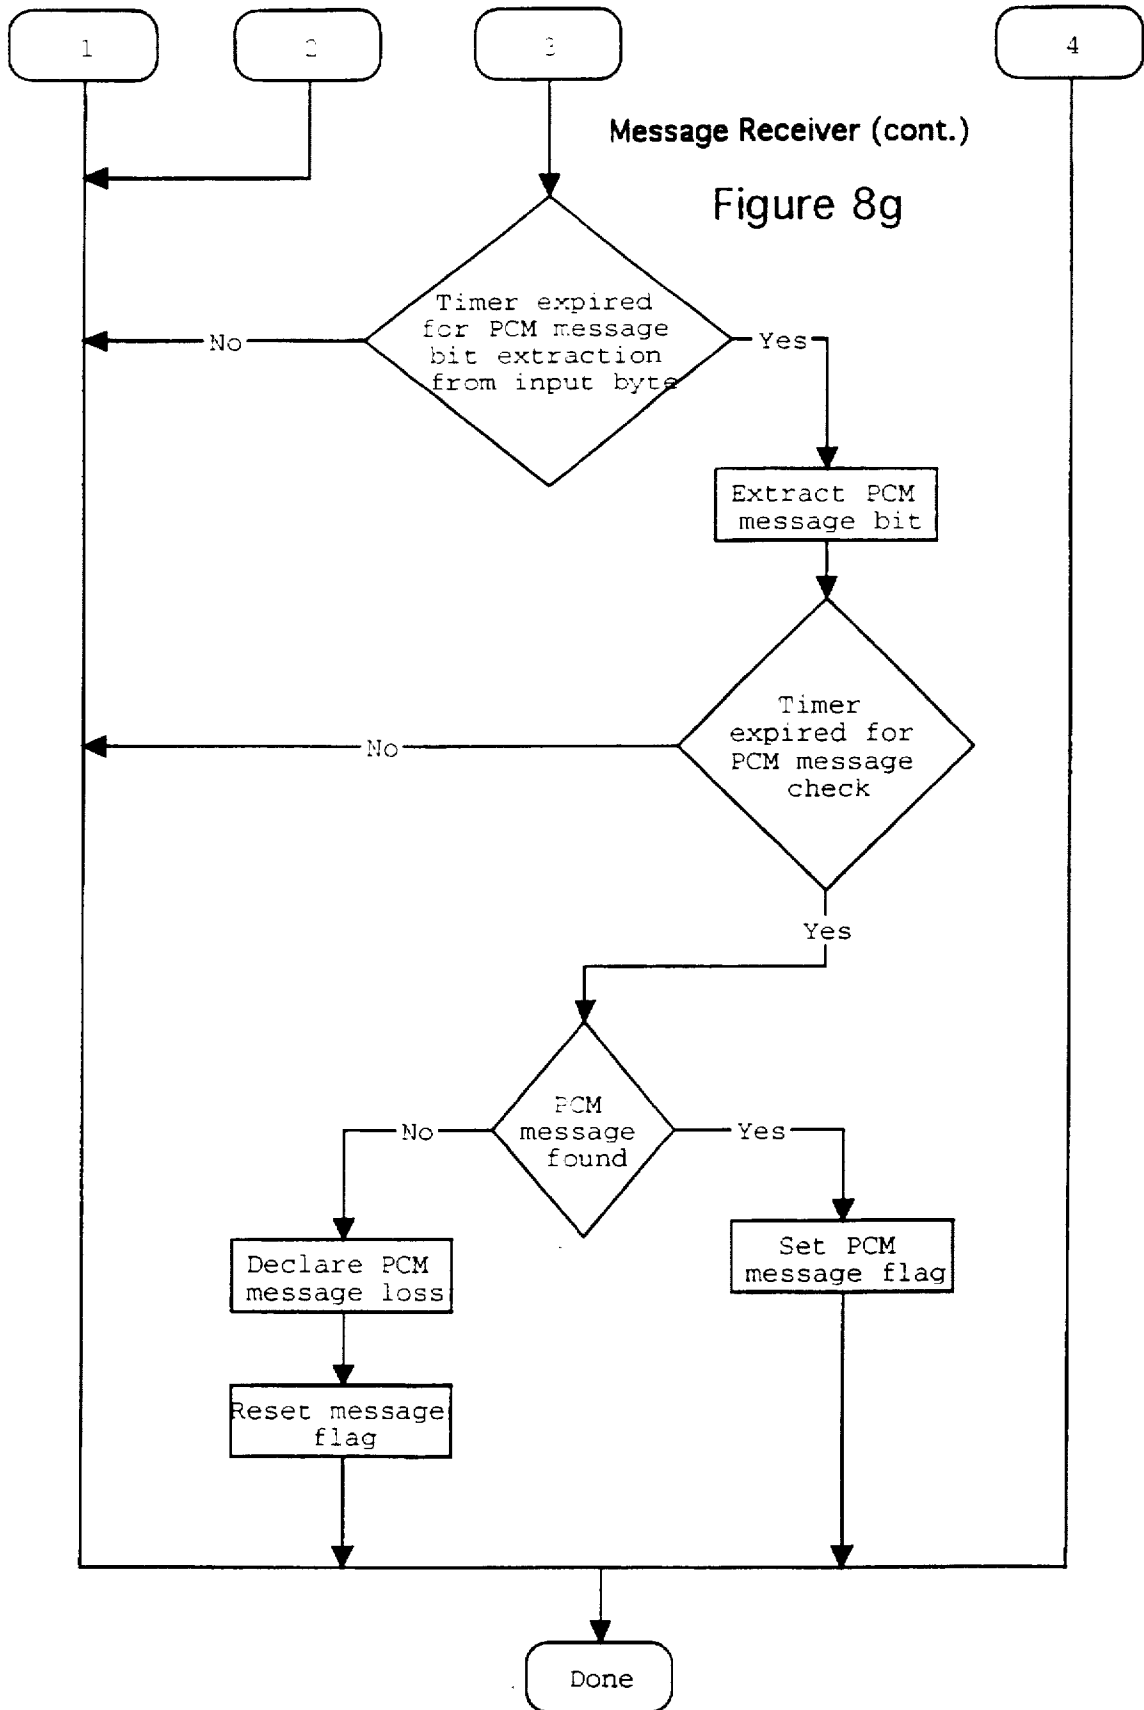 1
2
3
4
Message Receiver (cont.)
Figure 8g
Timer expired
for PCM message
bit extraction
from input byte
No
Yes
Extract PCM
message bit
Timer
expired for
PCM message
check
No
Yes
PCM
message
found
No
Yes
Declare PCM
message loss
Set PCM
message flag
Reset message
flag
Done